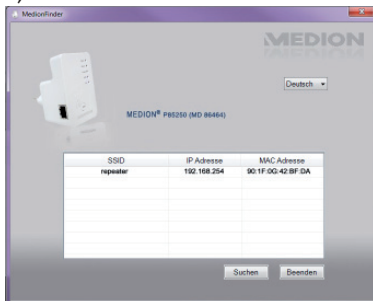 MedionFinder
MEDION
Deutsch
MEDION® P80250 (MD 86464)
SSID IP Adresse MAC Adresse
repeater 192.168.254 90:1F:0G:42:BF:DA
Suchen Beenden